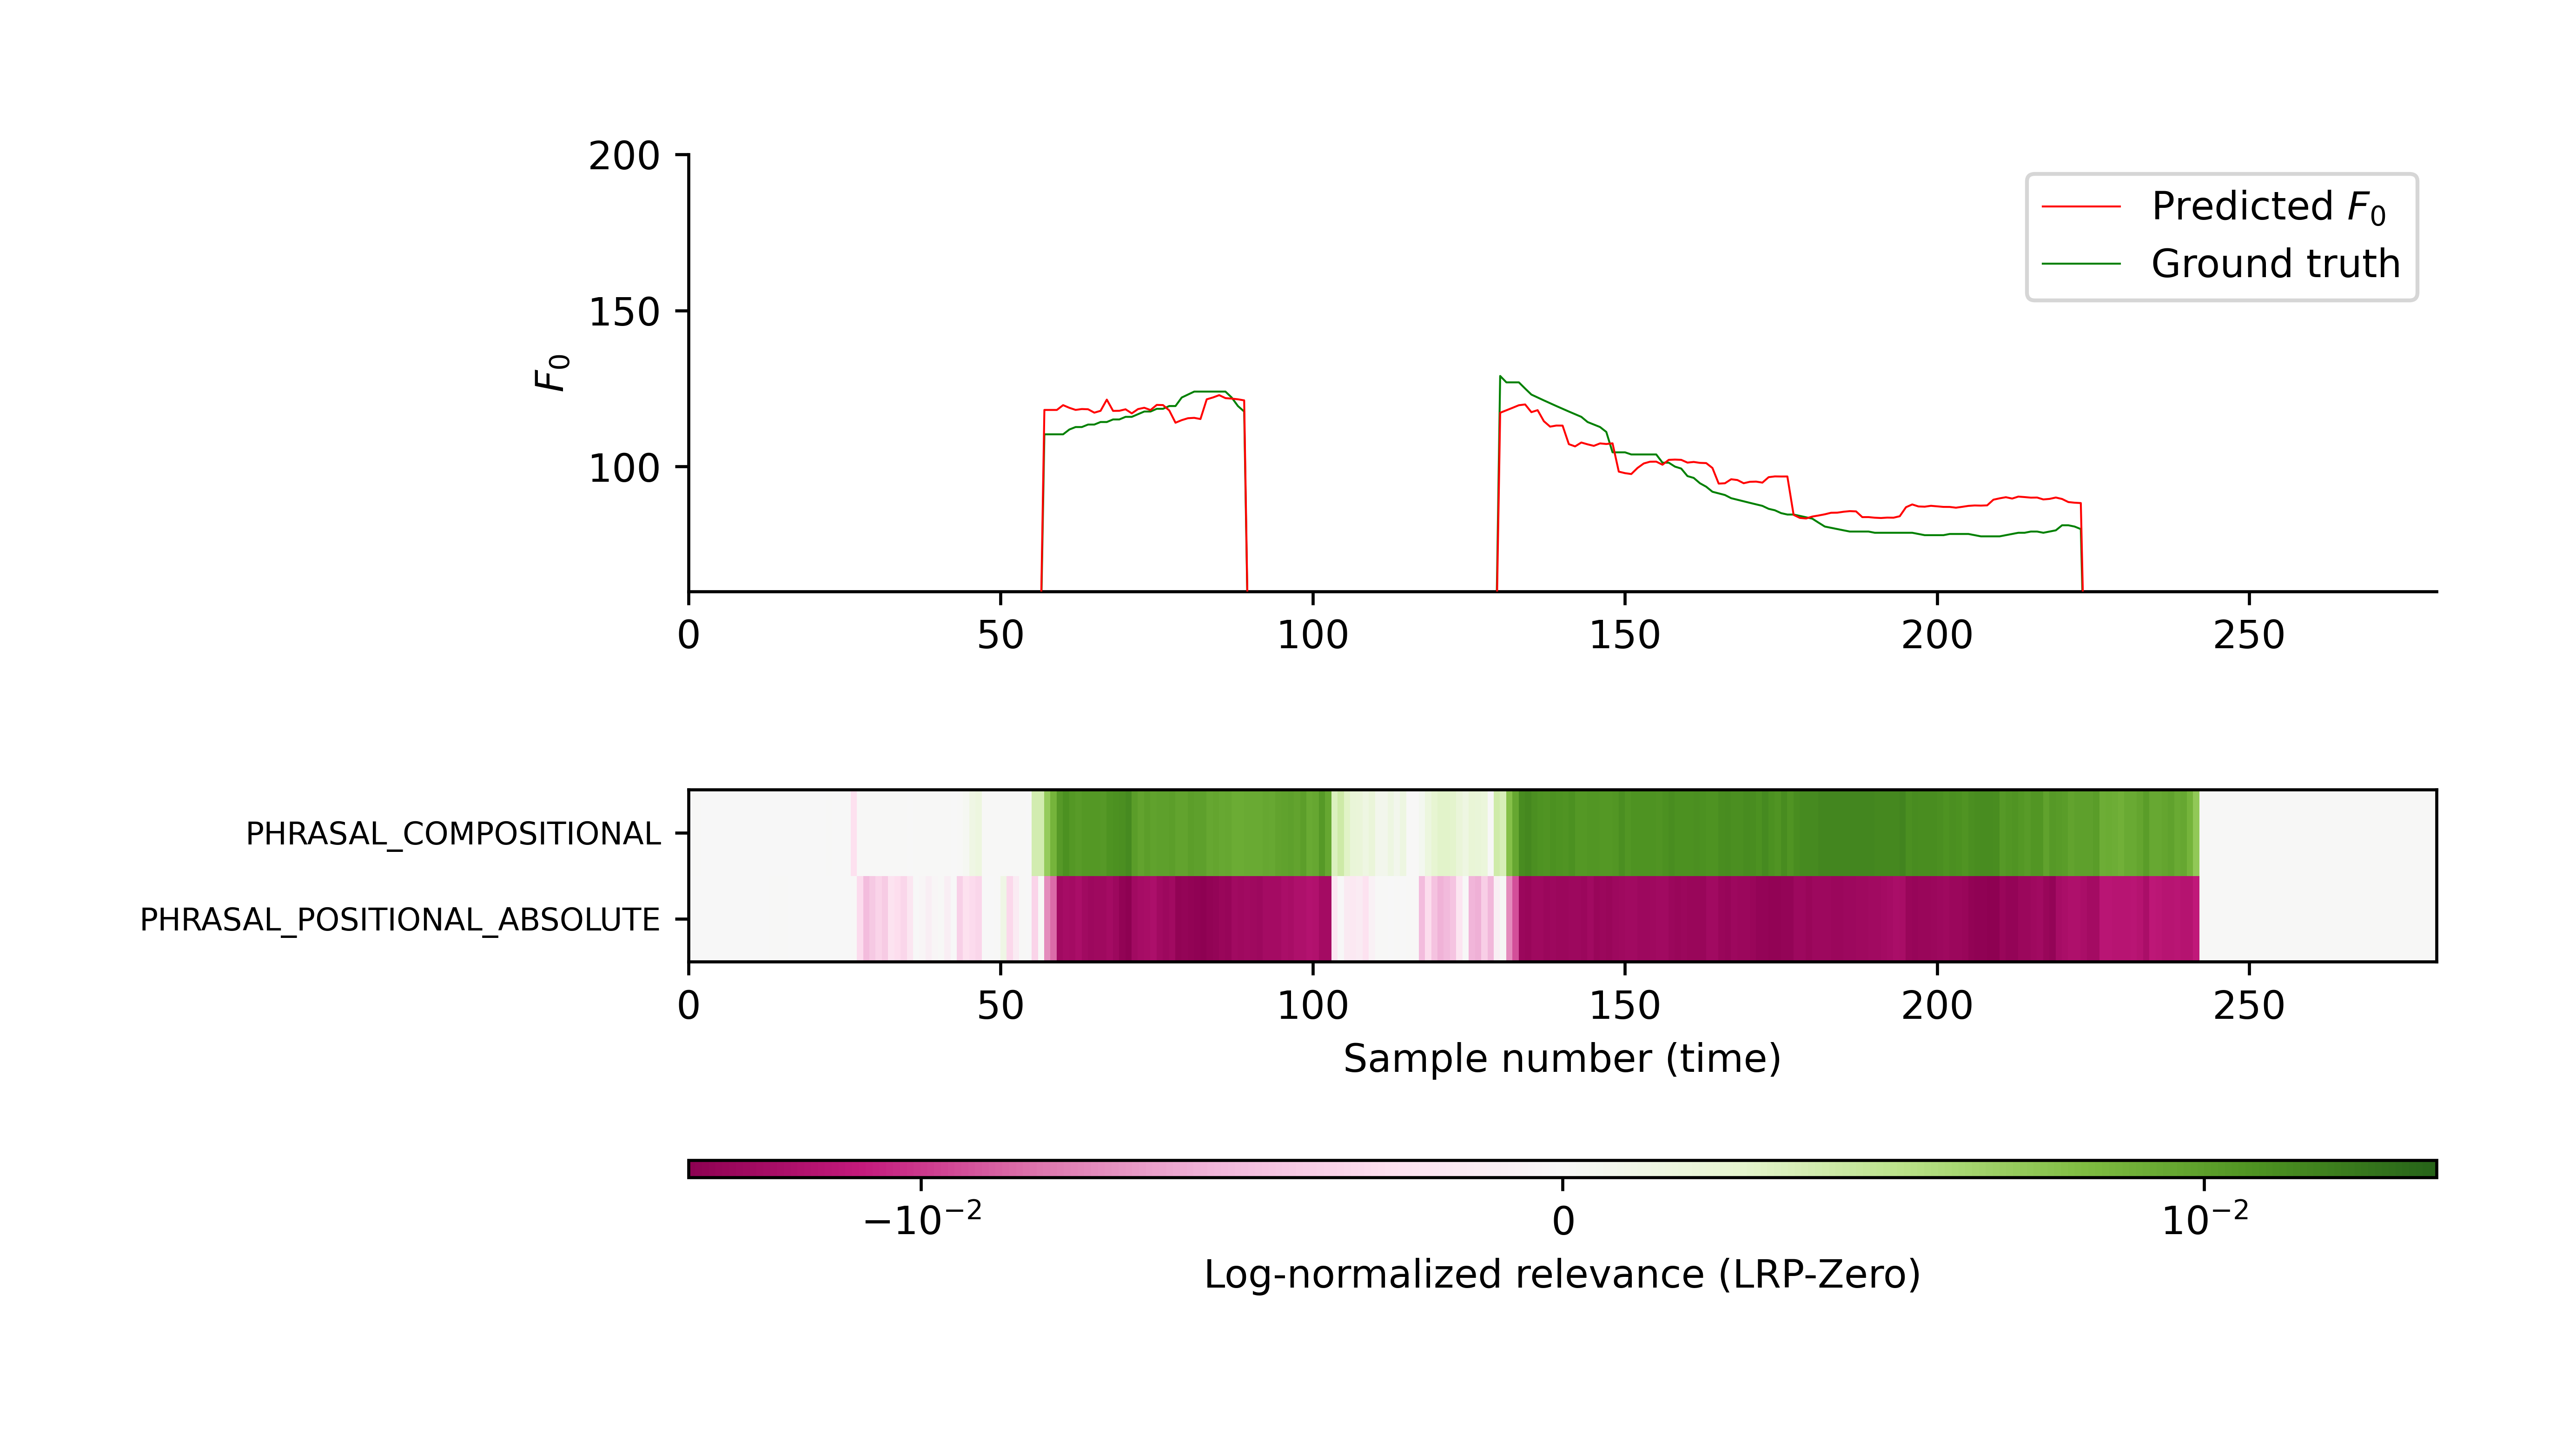 200
150
100
F₀
Predicted F₀
Ground truth
0 50 100 150 200 250
PHRASAL_COMPOSITIONAL
PHRASAL_POSITIONAL_ABSOLUTE
0 50 100 150 200 250
Sample number (time)
−10⁻² 0 10⁻²
Log-normalized relevance (LRP-Zero)